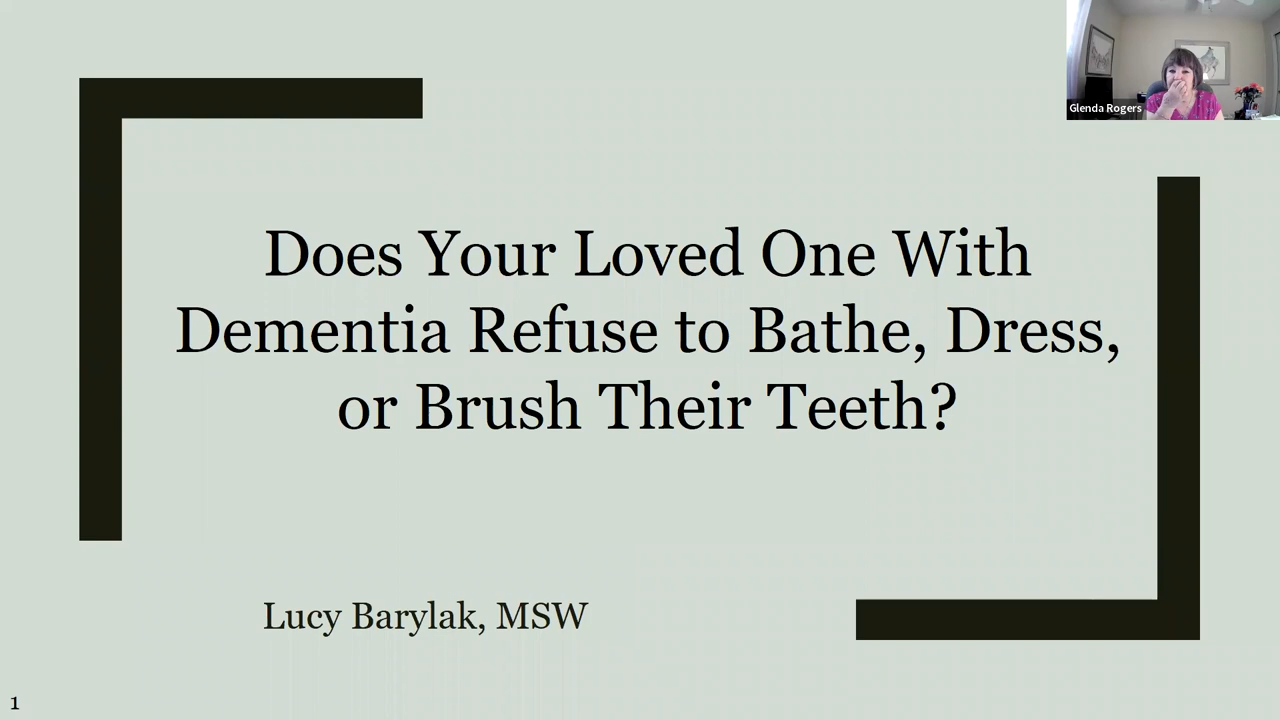 Glenda Rogers
Does Your Loved One With
Dementia Refuse to Bathe, Dress,
or Brush Their Teeth?
Lucy Barylak, MSW
1